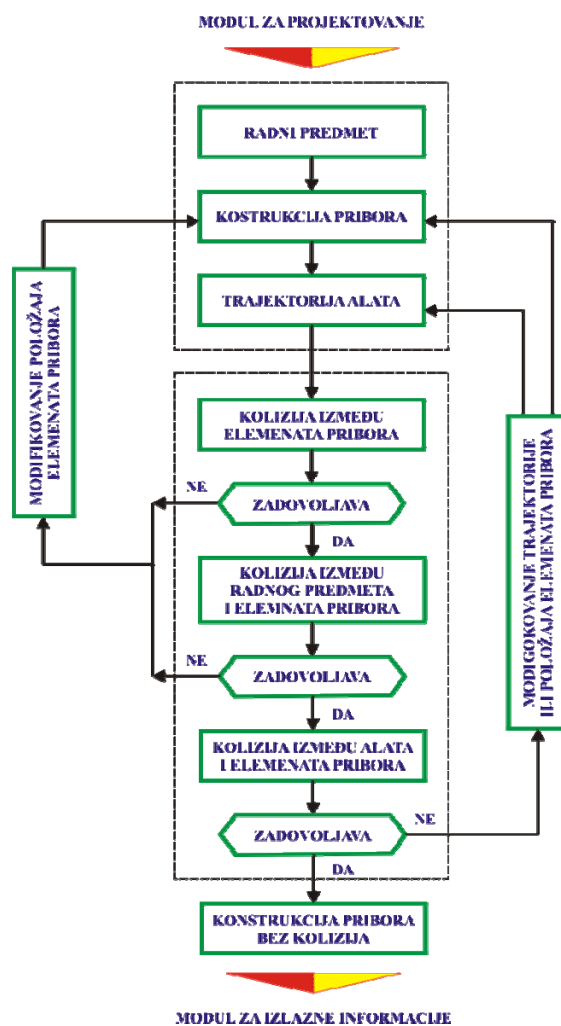 MODUL ZA PROJEKTOVANJE
RADNI PREDMET
KOSTRUKCIJA PRIBORA
TRAJEKTORIJA ALATA
MODIFIKOVANJE POLOŽAJA
ELEMENATA PRIBORA
KOLIZIJA IZMEĐU
ELEMENATA PRIBORA
NE
ZADOVOLJAVA
DA
KOLIZIJA IZMEĐU
RADNOG PREDMETA
I ELEMNATA PRIBORA
NE
ZADOVOLJAVA
DA
MODIGOKOVANJE TRAJEKTORIJE
ILI POLOŽAJA ELEMENATA PRIBORA
KOLIZIJA IZMEĐU ALATA
I ELEMENATA PRIBORA
ZADOVOLJAVA
NE
DA
KONSTRUKCIJA PRIBORA
BEZ KOLIZIJA
MODUL ZA IZLAZNE INFORMACIJE